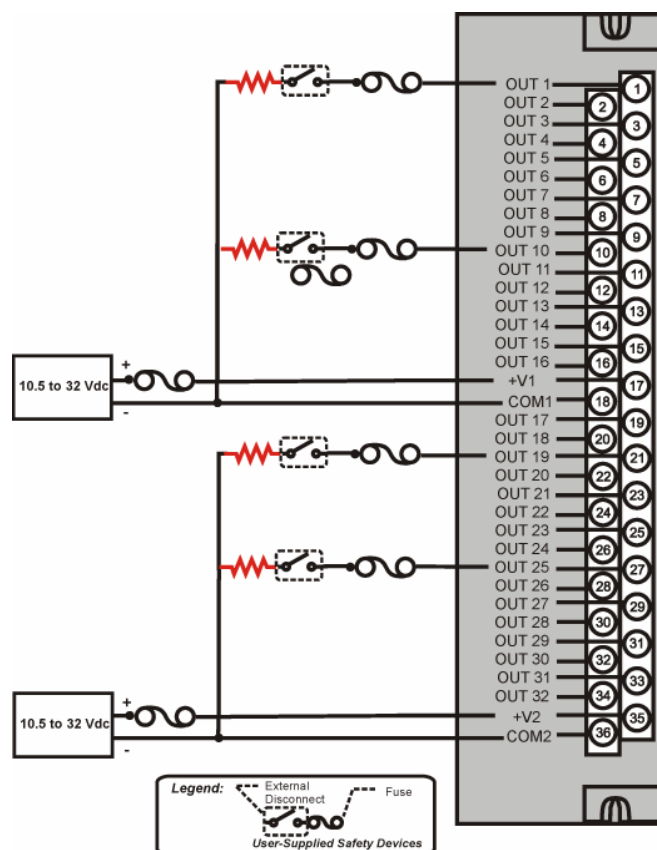 OUT 1
OUT 2
OUT 3
OUT 4
OUT 5
OUT 6
OUT 7
OUT 8
OUT 9
OUT 10
OUT 11
OUT 12
OUT 13
OUT 14
OUT 15
OUT 16
+V1
COM1
OUT 17
OUT 18
OUT 19
OUT 20
OUT 21
OUT 22
OUT 23
OUT 24
OUT 25
OUT 26
OUT 27
OUT 28
OUT 29
OUT 30
OUT 31
OUT 32
+V2
COM2
1
2
3
4
5
6
7
8
9
10
11
12
13
14
15
16
17
18
19
20
21
22
23
24
25
26
27
28
29
30
31
32
33
34
35
36
+
10.5 to 32 Vdc
-
+
10.5 to 32 Vdc
-
Legend:
External
Disconnect
Fuse
User-Supplied Safety Devices